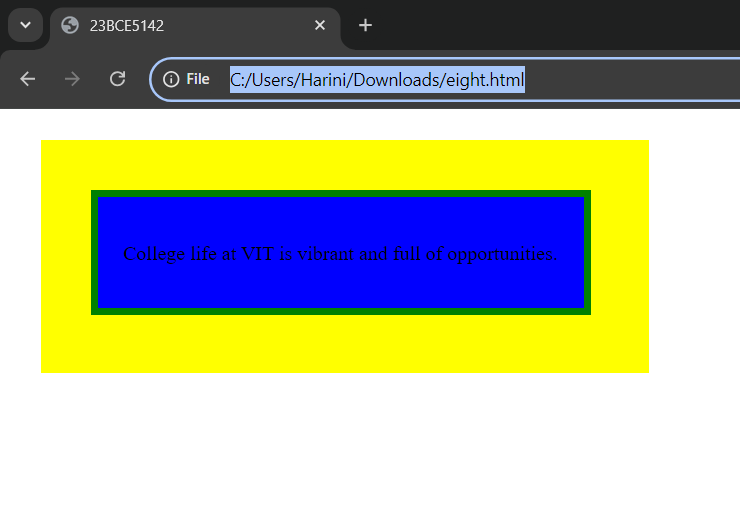 23BCE5142
File C:/Users/Harini/Downloads/eight.html
College life at VIT is vibrant and full of opportunities.